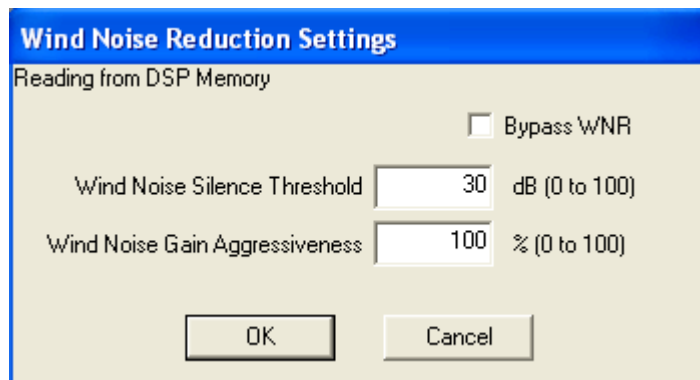 Wind Noise Reduction Settings
Reading from DSP Memory
Bypass WNR
Wind Noise Silence Threshold 30 dB (0 to 100)
Wind Noise Gain Aggressiveness 100 % (0 to 100)
OK Cancel